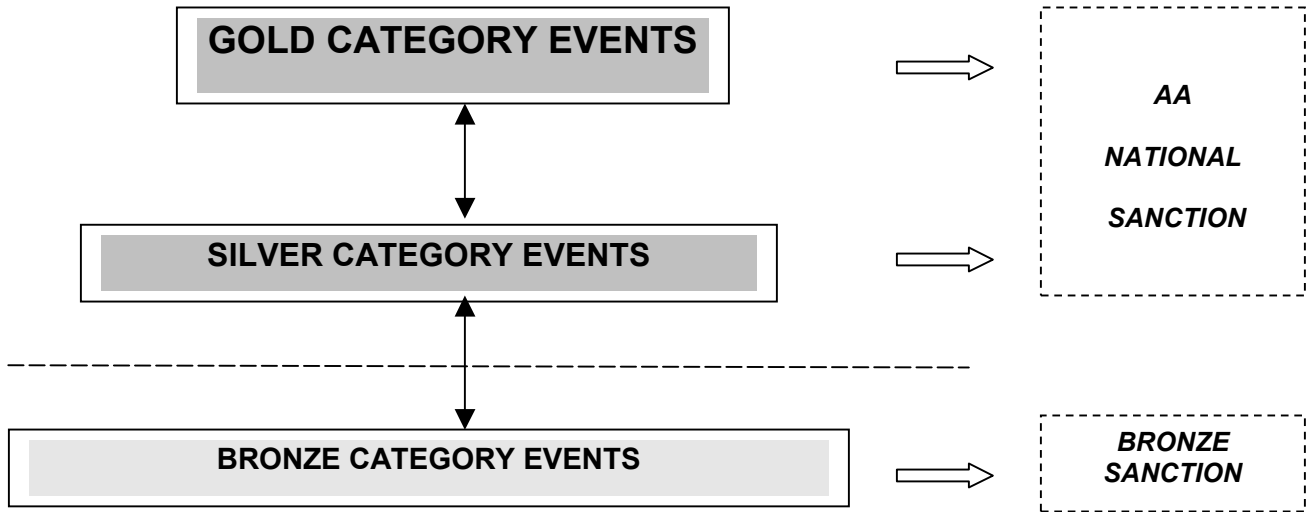 GOLD CATEGORY EVENTS
AA
NATIONAL
SANCTION
SILVER CATEGORY EVENTS
BRONZE CATEGORY EVENTS
BRONZE
SANCTION